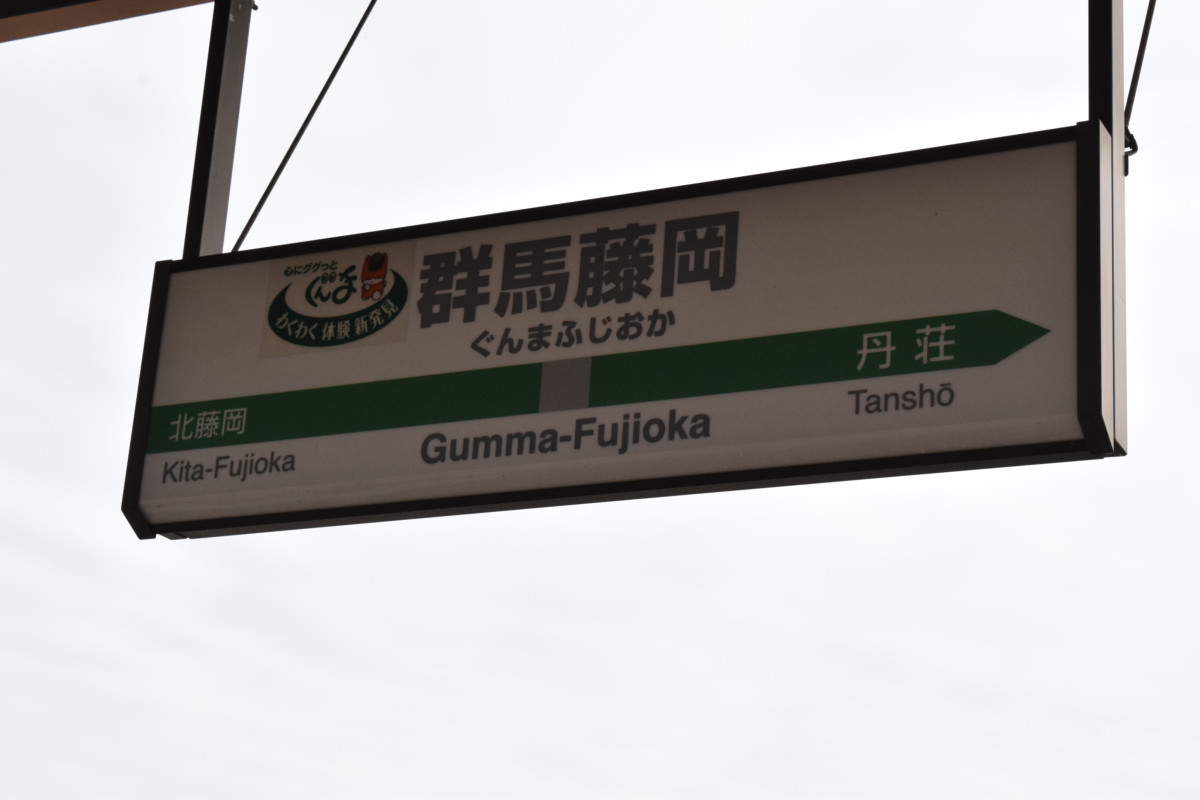 心にググっと
ぐんま
わくわく 体験 新発見
群馬藤岡
ぐんまふじおか
北藤岡
丹荘
Kita-Fujioka
Gumma-Fujioka
Tanshō